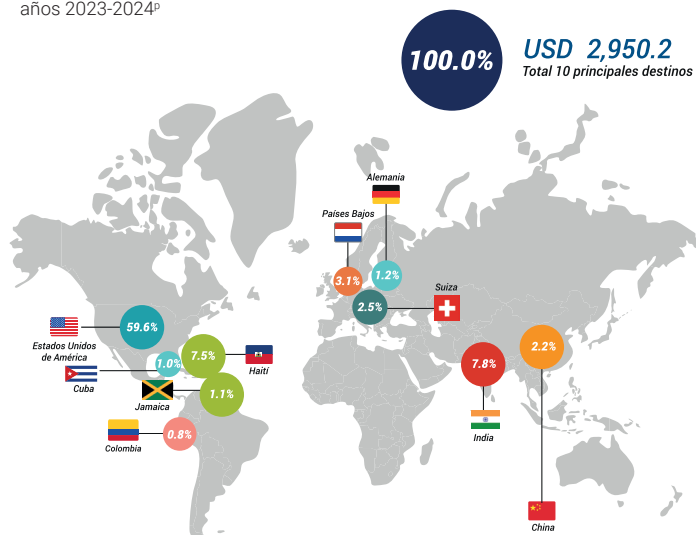 años 2023-2024ᵖ
100.0%
USD 2,950.2
Total 10 principales destinos
Alemania
Países Bajos
3.1%
1.2%
Suiza
2.5%
59.6%
Estados Unidos
de América
1.0%
7.5%
Haití
Cuba
1.1%
Jamaica
0.8%
Colombia
7.8%
India
2.2%
China